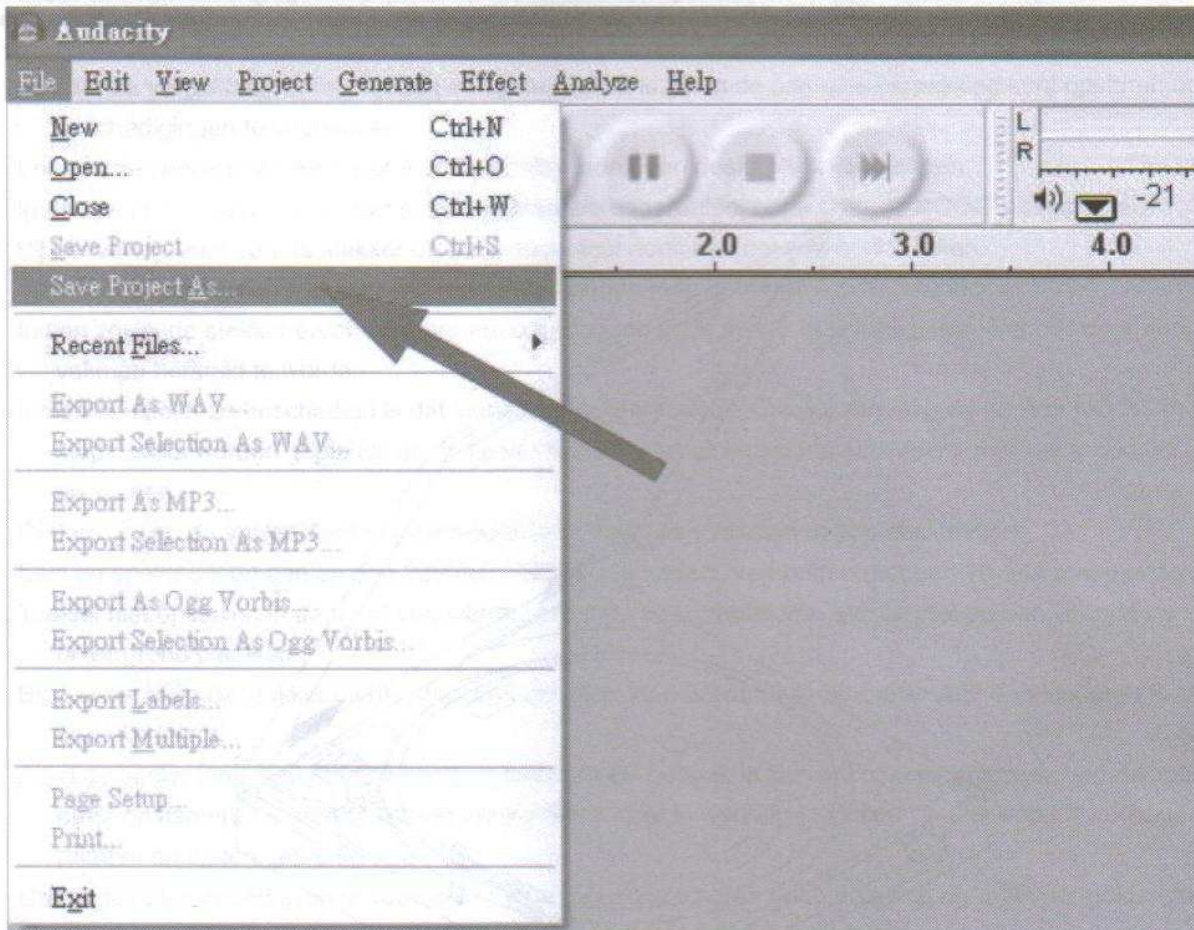 Audacity
File Edit View Project Generate Effect Analyze Help
New Ctrl+N
Open... Ctrl+O
Close Ctrl+W
Save Project Ctrl+S
Save Project As...
Recent Files...
Export As WAV...
Export Selection As WAV...
Export As MP3...
Export Selection As MP3...
Export As Ogg Vorbis...
Export Selection As Ogg Vorbis...
Export Labels...
Export Multiple...
Page Setup...
Print...
Exit
L
R
-21
2.0 3.0 4.0